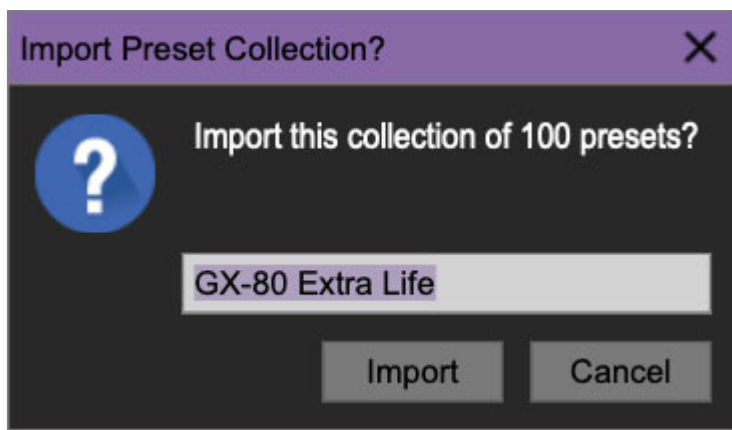 Import Preset Collection?
Import this collection of 100 presets?
GX-80 Extra Life
Import
Cancel